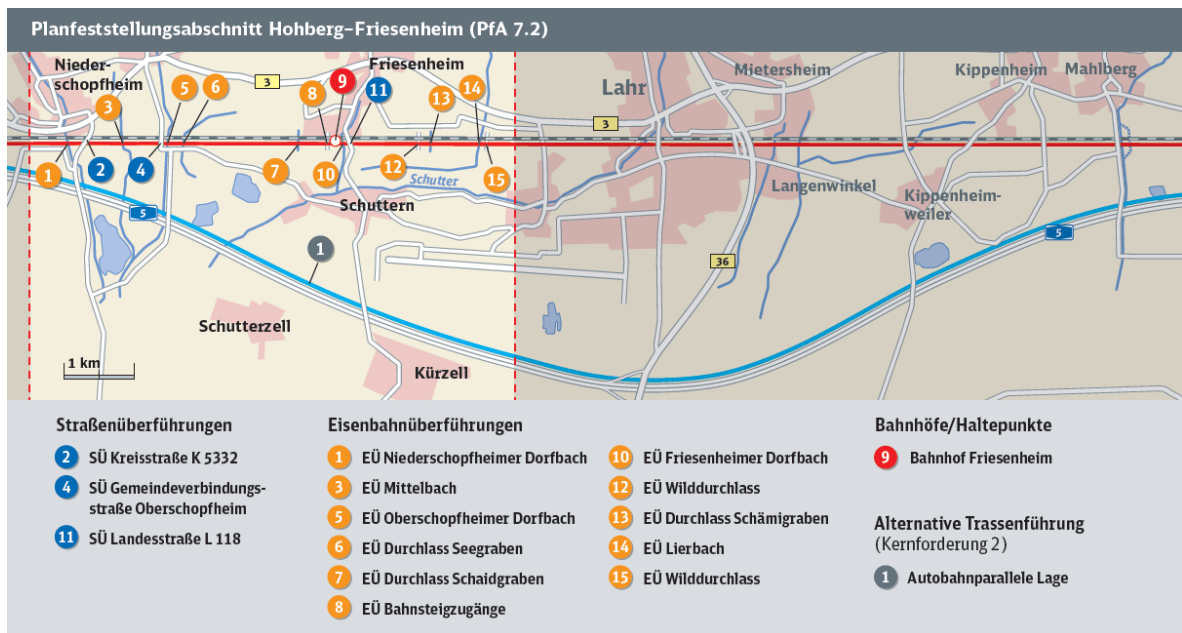 Planfeststellungsabschnitt Hohberg–Friesenheim (PfA 7.2)
Nieder-
schopfheim
Friesenheim
Lahr
Mietersheim
Kippenheim
Mahlberg
3
5
6
8
9
11
13
14
3
3
1
2
4
7
10
12
15
Schutter
Schuttern
Langenwinkel
Kippenheim-
weiler
5
1
5
36
Schutterzell
Kürzell
1 km
Straßenüberführungen
2 SÜ Kreisstraße K 5332
4 SÜ Gemeindeverbindungs-
straße Oberschopfheim
11 SÜ Landesstraße L 118
Eisenbahnüberführungen
1 EÜ Niederschopfheimer Dorfbach
3 EÜ Mittelbach
5 EÜ Oberschopfheimer Dorfbach
6 EÜ Durchlass Seegraben
7 EÜ Durchlass Schaidgraben
8 EÜ Bahnsteigzugänge
10 EÜ Friesenheimer Dorfbach
12 EÜ Wilddurchlass
13 EÜ Durchlass Schämigraben
14 EÜ Lierbach
15 EÜ Wilddurchlass
Bahnhöfe/Haltepunkte
9 Bahnhof Friesenheim
Alternative Trassenführung
(Kernforderung 2)
1 Autobahnparallele Lage